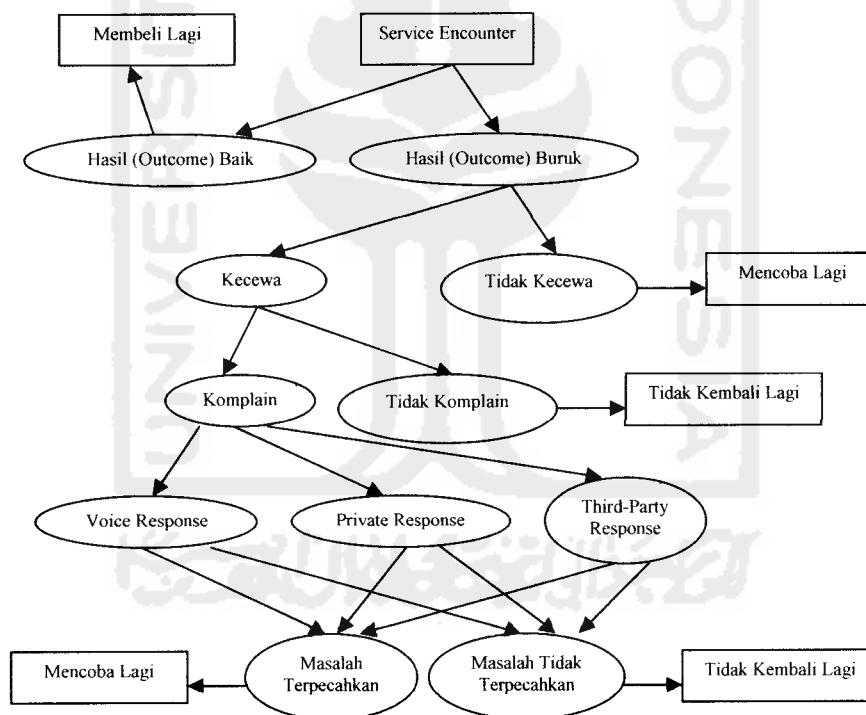 Membeli Lagi
Service Encounter
Hasil (Outcome) Baik
Hasil (Outcome) Buruk
Kecewa
Tidak Kecewa
Mencoba Lagi
Komplain
Tidak Komplain
Tidak Kembali Lagi
Voice Response
Private Response
Third-Party
Response
Mencoba Lagi
Masalah
Terpecahkan
Masalah Tidak
Terpecahkan
Tidak Kembali Lagi